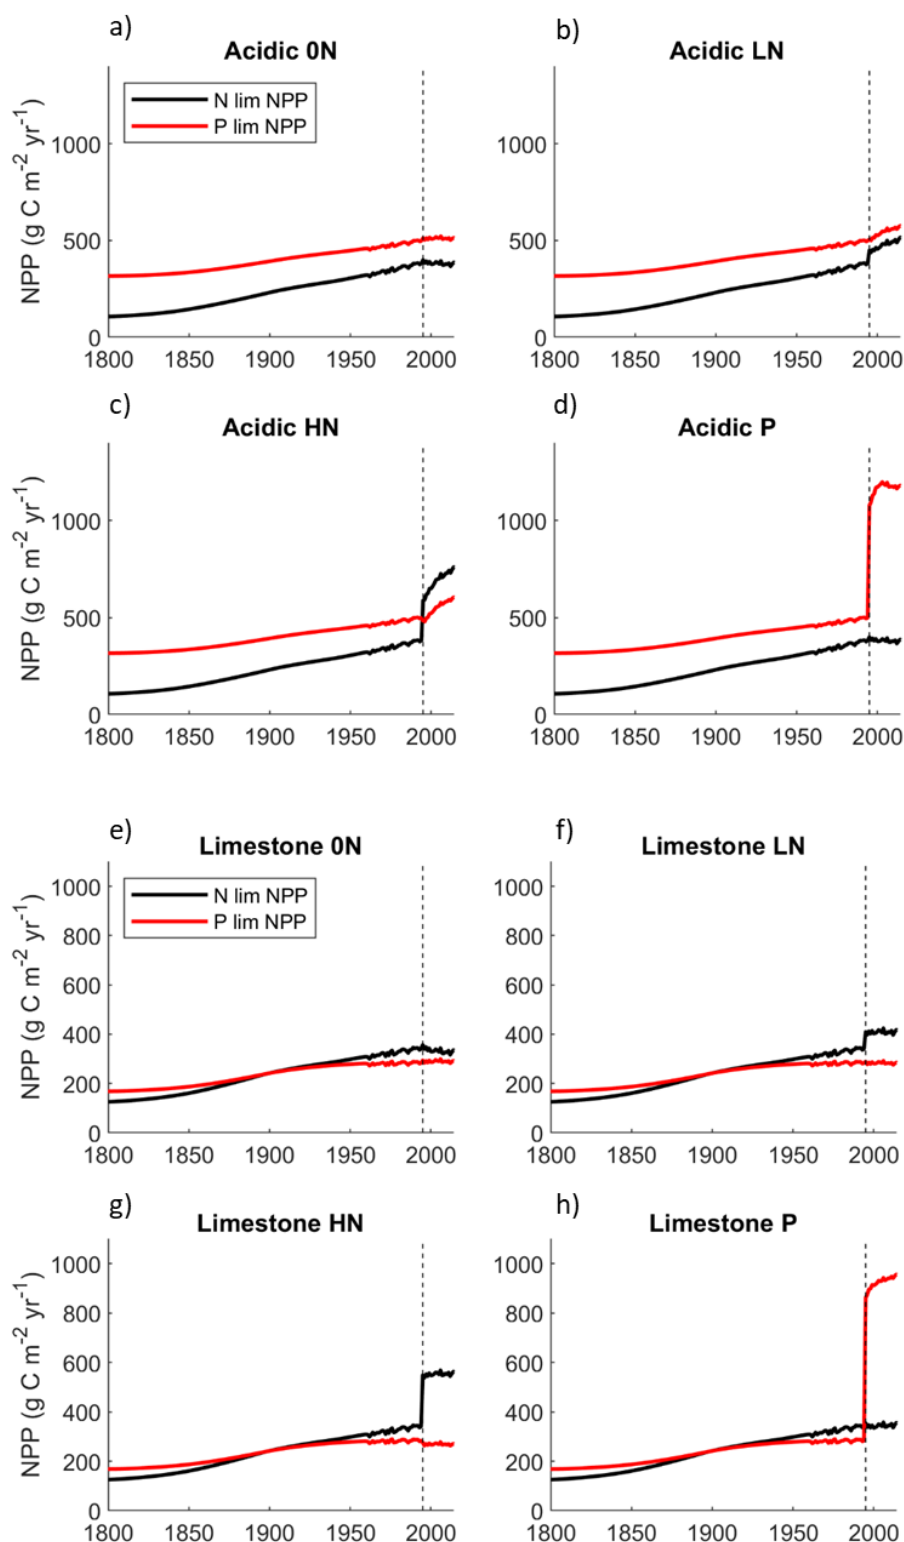 a)
Acidic 0N
NPP (g C m-2 yr-1)
N lim NPP
P lim NPP
1000
500
0
1800 1850 1900 1950 2000
b)
Acidic LN
1000
500
0
1800 1850 1900 1950 2000
c)
Acidic HN
NPP (g C m-2 yr-1)
1000
500
0
1800 1850 1900 1950 2000
d)
Acidic P
1000
500
0
1800 1850 1900 1950 2000
e)
Limestone 0N
NPP (g C m-2 yr-1)
N lim NPP
P lim NPP
1000
800
600
400
200
0
1800 1850 1900 1950 2000
f)
Limestone LN
1000
800
600
400
200
0
1800 1850 1900 1950 2000
g)
Limestone HN
NPP (g C m-2 yr-1)
1000
800
600
400
200
0
1800 1850 1900 1950 2000
h)
Limestone P
1000
800
600
400
200
0
1800 1850 1900 1950 2000